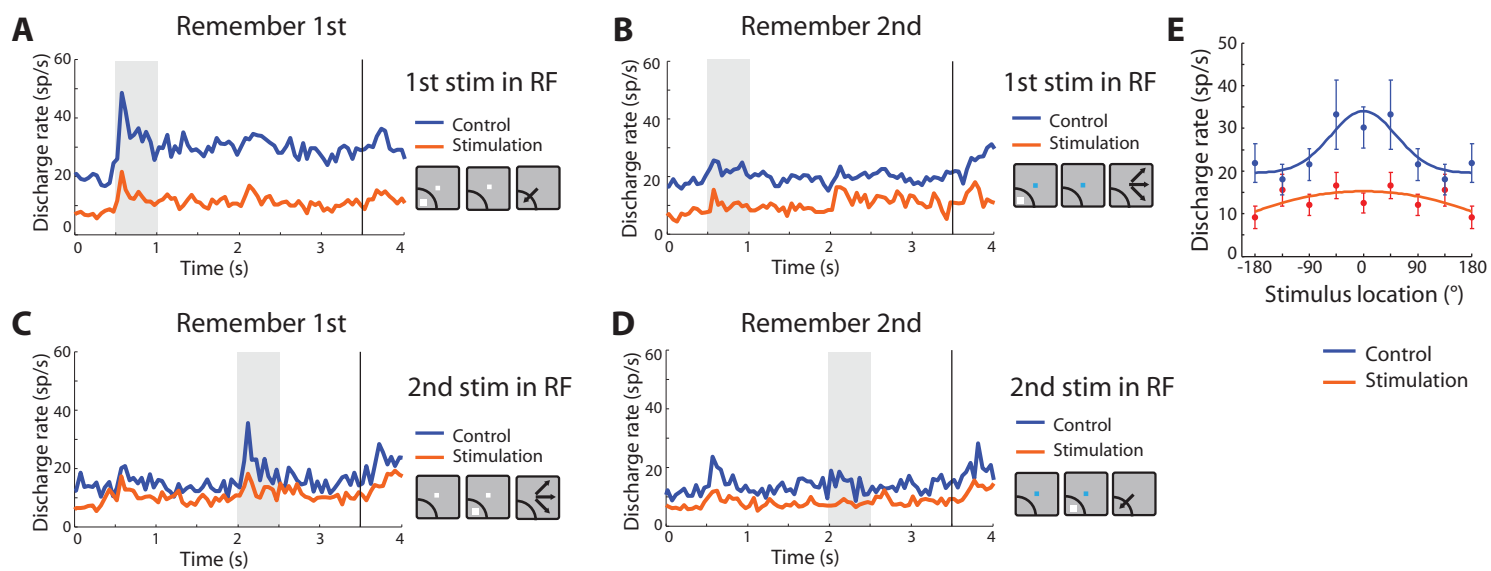 A
Remember 1st
Discharge rate (sp/s)
60
40
20
0
0
1
2
3
4
Time (s)
1st stim in RF
Control
Stimulation
B
Remember 2nd
Discharge rate (sp/s)
60
40
20
0
0
1
2
3
4
Time (s)
1st stim in RF
Control
Stimulation
E
Discharge rate (sp/s)
50
40
30
20
10
0
-180
-90
0
90
180
Stimulus location (°)
Control
Stimulation
C
Remember 1st
Discharge rate (sp/s)
60
40
20
0
0
1
2
3
4
Time (s)
2nd stim in RF
Control
Stimulation
D
Remember 2nd
Discharge rate (sp/s)
60
40
20
0
0
1
2
3
4
Time (s)
2nd stim in RF
Control
Stimulation